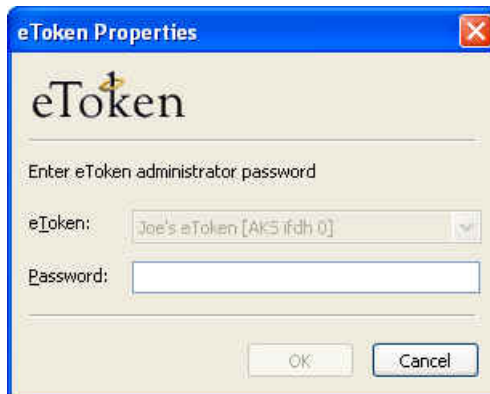 eToken Properties
eToken
Enter eToken administrator password
eToken: Joe's eToken [AKS ifdh 0]
Password:
OK Cancel